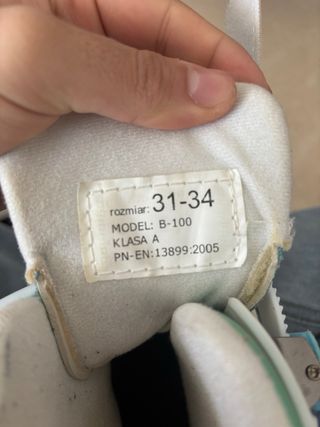 rozmiar: 31-34
MODEL: B-100
KLASA A
PN-EN:13899:2005